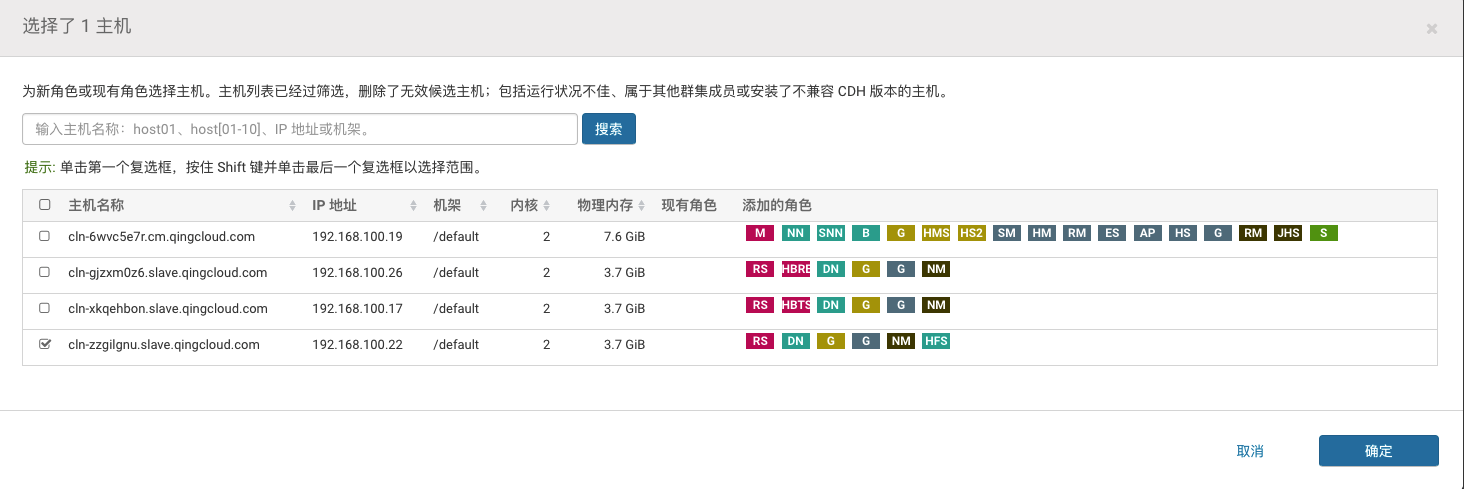 选择了 1 主机
×
为新角色或现有角色选择主机。主机列表已经过筛选，删除了无效候选主机；包括运行状况不佳、属于其他群集成员或安装了不兼容 CDH 版本的主机。
输入主机名称：host01、host[01-10]、IP 地址或机架。 搜索
提示: 单击第一个复选框，按住 Shift 键并单击最后一个复选框以选择范围。
主机名称 IP 地址 机架 内核 物理内存 现有角色 添加的角色
cln-6wvc5e7r.cm.qingcloud.com 192.168.100.19 /default 2 7.6 GiB M NN SNN B G HMS HS2 SM HM RM ES AP HS G RM JHS S
cln-gjzxm0z6.slave.qingcloud.com 192.168.100.26 /default 2 3.7 GiB RS HBRE DN G G NM
cln-xkqehbon.slave.qingcloud.com 192.168.100.17 /default 2 3.7 GiB RS HBTS DN G G NM
cln-zzgilgnu.slave.qingcloud.com 192.168.100.22 /default 2 3.7 GiB RS DN G G NM HFS
取消 确定